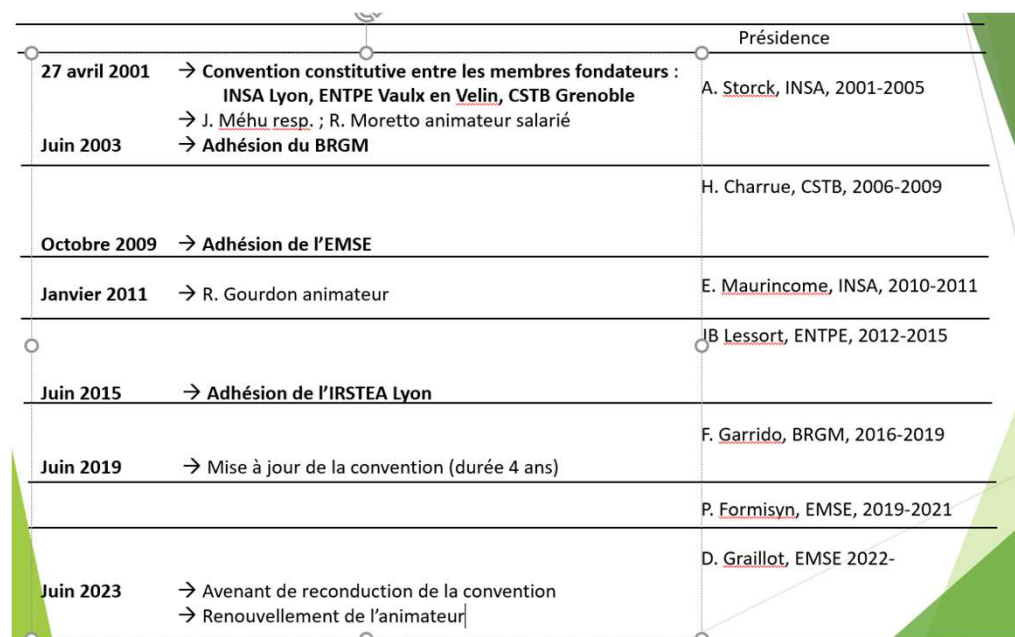 Présidence
27 avril 2001 → Convention constitutive entre les membres fondateurs :
INSA Lyon, ENTPE Vaulx en Velin, CSTB Grenoble
A. Storck, INSA, 2001-2005
→ J. Méhu resp. ; R. Moretto animateur salarié
Juin 2003 → Adhésion du BRGM
H. Charrue, CSTB, 2006-2009
Octobre 2009 → Adhésion de l’EMSE
E. Maurincome, INSA, 2010-2011
Janvier 2011 → R. Gourdon animateur
JB Lessort, ENTPE, 2012-2015
Juin 2015 → Adhésion de l’IRSTEA Lyon
F. Garrido, BRGM, 2016-2019
Juin 2019 → Mise à jour de la convention (durée 4 ans)
P. Formisyn, EMSE, 2019-2021
D. Graillot, EMSE 2022-
Juin 2023 → Avenant de reconduction de la convention
→ Renouvellement de l’animateur